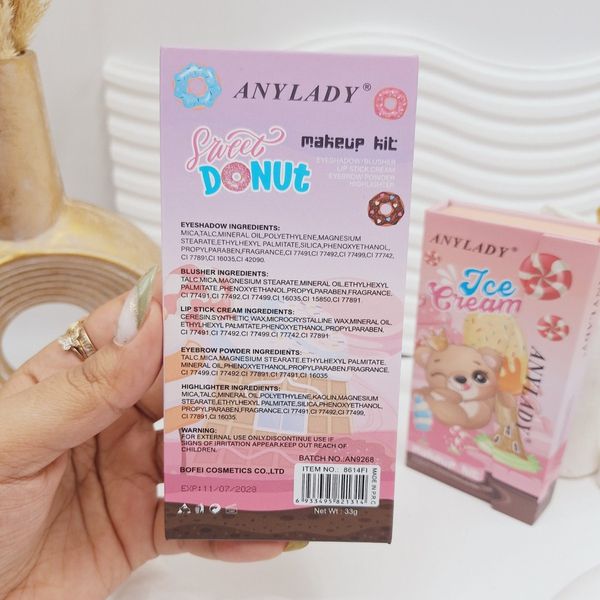 ANYLADY®
Sweet
DONUT
makeup kit
EYESHADOW/BLUSHER
LIP STICK CREAM
EYEBROW POWDER
HIGHLIGHTER
EYESHADOW INGREDIENTS:
MICA,TALC,MINERAL OIL,POLYETHYLENE,MAGNESIUM
STEARATE,ETHYLHEXYL PALMITATE,SILICA,PHENOXYETHANOL,
PROPYLPARABEN,FRAGRANCE,CI 77491,CI 77492,CI 77499,CI 77742,
CI 77891,CI 16035,CI 42090.
BLUSHER INGREDIENTS:
TALC,MICA,MAGNESIUM STEARATE,MINERAL OIL,ETHYLHEXYL
PALMITATE,PHENOXYETHANOL,PROPYLPARABEN,FRAGRANCE,
CI 77491,CI 77492,CI 77499,CI 16035,CI 15850,CI 77891.
LIP STICK CREAM INGREDIENTS:
CERESIN,SYNTHETIC WAX,MICROCRYSTALLINE WAX,MINERAL OIL
ETHYLHEXYL PALMITATE,PHENOXYETHANOL,PROPYLPARABEN,
CI 77491,CI 77492,CI 77499,CI 77742,CI 77891
EYEBROW POWDER INGREDIENTS:
TALC,MICA,MAGNESIUM STEARATE,ETHYLHEXYL PALMITATE,
MINERAL OIL,PHENOXYETHANOL,PROPYLPARABEN,FRAGRANCE,
CI 77499,CI 77492,CI 77891,CI 77491,CI 16035
HIGHLIGHTER INGREDIENTS:
MICA,TALC,MINERAL OIL,POLYETHYLENE,KAOLIN,MAGNESIUM
STEARATE,ETHYLHEXYL PALMITATE,SILICA,PHENOXYETHANOL,
PROPYLPARABEN,FRAGRANCE,CI 77491,CI 77492,CI 77499,
CI 77891,CI 16035.
WARNING:
FOR EXTERNAL USE ONLY,DISCONTINUE USE IF
SIGNS OF IRRITATION APPEAR.KEEP OUT REACH OF
CHILDREN.
BATCH NO.:AN9268
BOFEI COSMETICS CO.,LTD
ITEM NO.: 8614FI
EXP:11/07/2028
6 933495 821314
MADE IN P.R.C
Net Wt : 33g
ANYLADY®
Ice
Cream
ANYLADY®